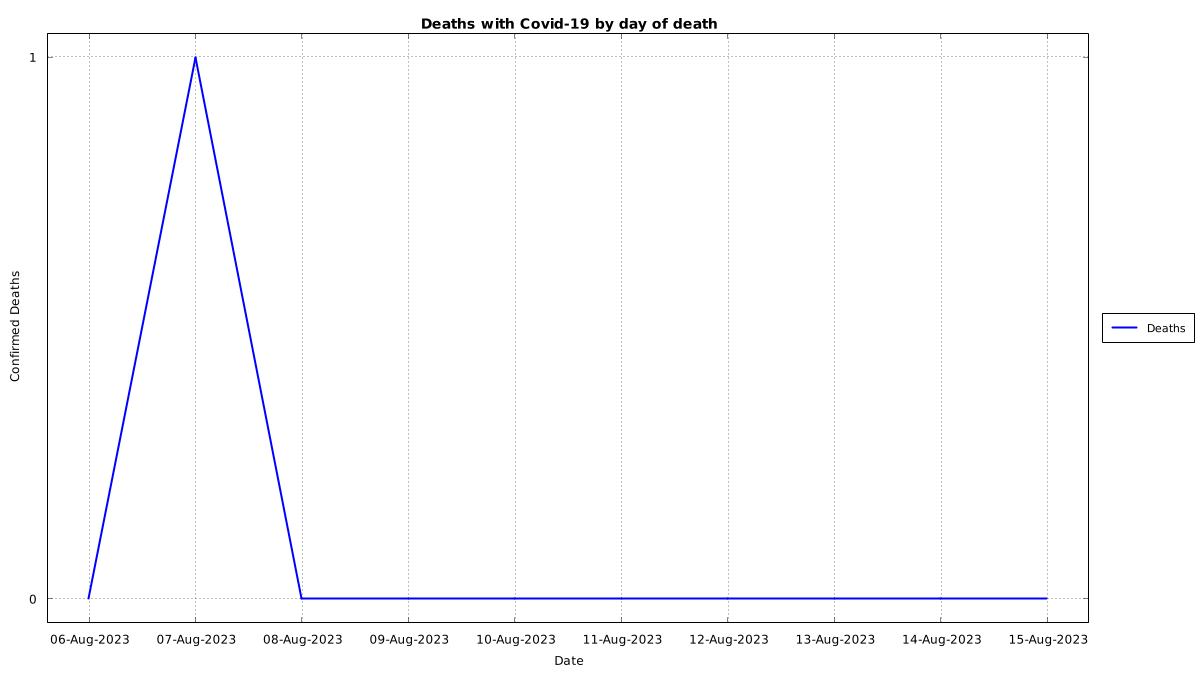 Deaths with Covid-19 by day of death
1
0
Confirmed Deaths
06-Aug-2023 07-Aug-2023 08-Aug-2023 09-Aug-2023 10-Aug-2023 11-Aug-2023 12-Aug-2023 13-Aug-2023 14-Aug-2023 15-Aug-2023
Date
Deaths